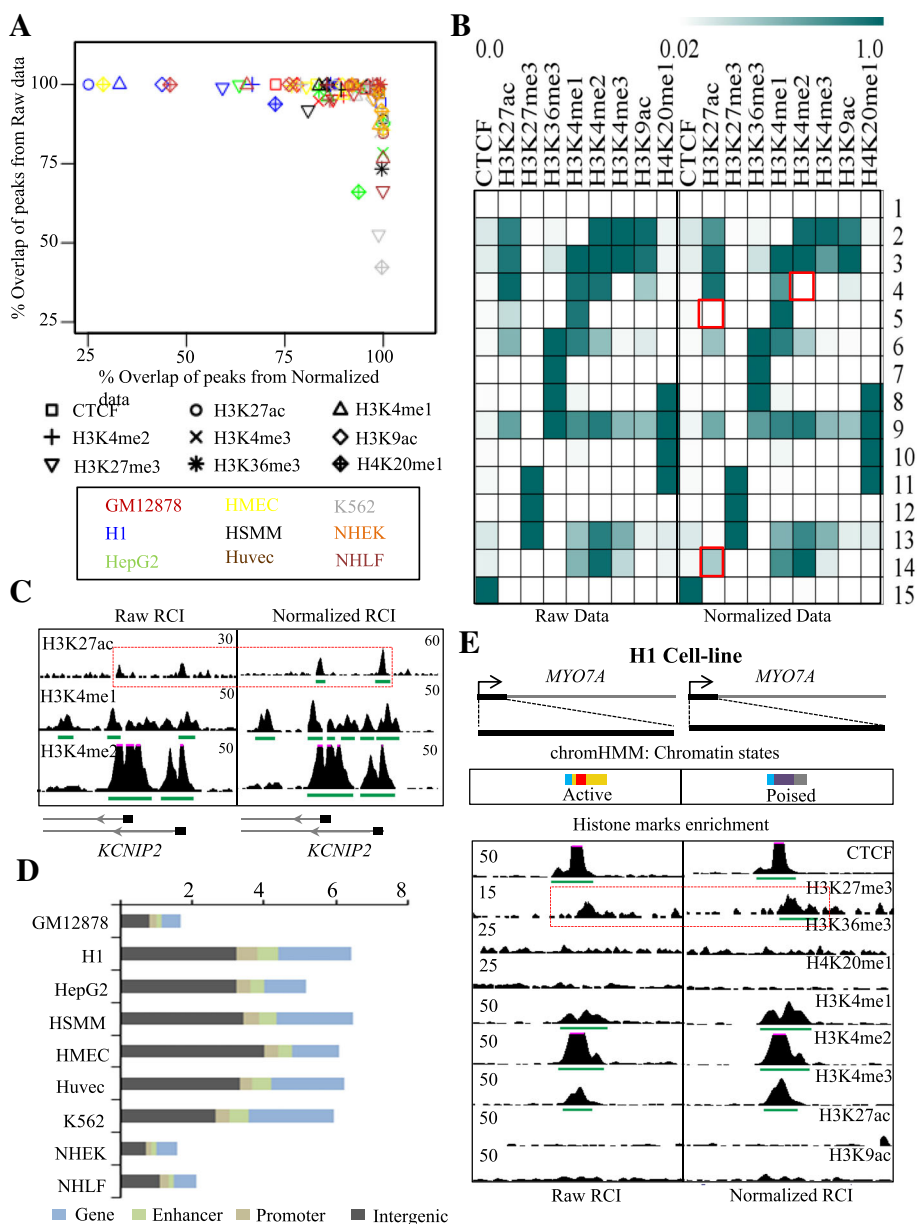 A
% Overlap of peaks from Raw data
100
75
50
25
25 50 75 100
% Overlap of peaks from Normalized
data
CTCF H3K27ac H3K4me1
H3K4me2 H3K4me3 H3K9ac
H3K27me3 H3K36me3 H4K20me1
GM12878 HMEC K562
H1 HSMM NHEK
HepG2 Huvec NHLF
B
0.0 0.02 1.0
CTCF H3K27ac H3K27me3 H3K36me3 H3K4me1 H3K4me2 H3K4me3 H3K9ac H4K20me1 CTCF H3K27ac H3K27me3 H3K36me3 H3K4me1 H3K4me2 H3K4me3 H3K9ac H4K20me1
1
2
3
4
5
6
7
8
9
10
11
12
13
14
15
Raw Data Normalized Data
C
Raw RCI Normalized RCI
H3K27ac 30 60
H3K4me1 50 50
H3K4me2 50 50
KCNIP2 KCNIP2
D
2 4 6 8
GM12878
H1
HepG2
HSMM
HMEC
Huvec
K562
NHEK
NHLF
Gene Enhancer Promoter Intergenic
E
H1 Cell-line
MYO7A MYO7A
chromHMM: Chromatin states
Active Poised
Histone marks enrichment
50 CTCF
15 H3K27me3
25 H3K36me3
25 H4K20me1
50 H3K4me1
50 H3K4me2
50 H3K4me3
50 H3K27ac
50 H3K9ac
Raw RCI Normalized RCI